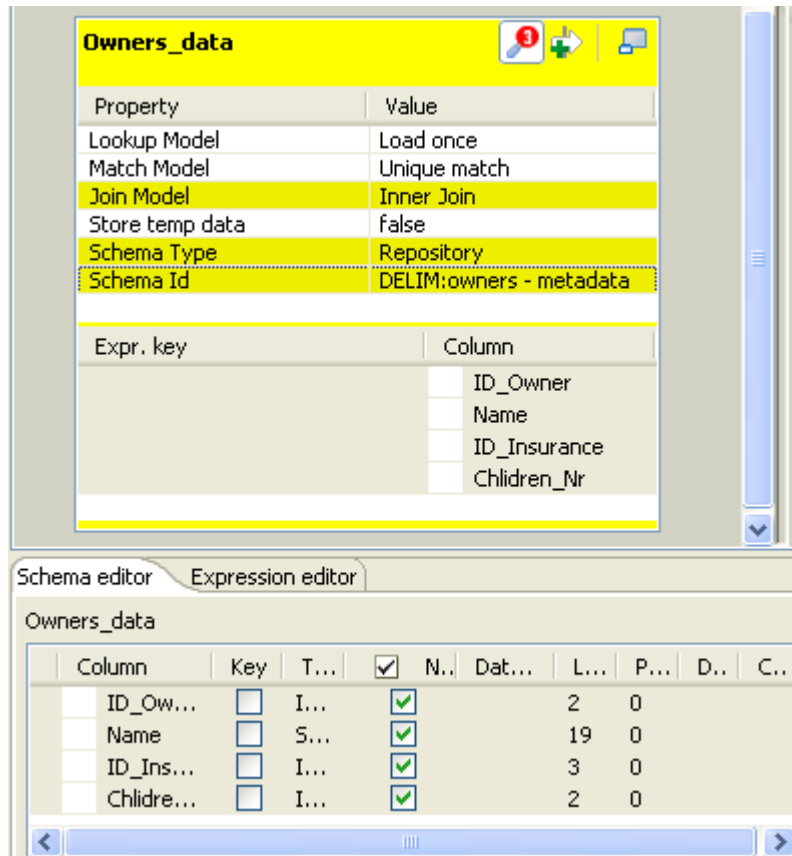 Owners_data 3
Property Value
Lookup Model Load once
Match Model Unique match
Join Model Inner Join
Store temp data false
Schema Type Repository
Schema Id DELIM:owners - metadata
Expr. key Column
ID_Owner
Name
ID_Insurance
Chlidren_Nr
Schema editor Expression editor
Owners_data
Column Key T... N.. Dat... L... P... D.. C..
ID_Ow... I... 2 0
Name S... 19 0
ID_Ins... I... 3 0
Chlidre... I... 2 0